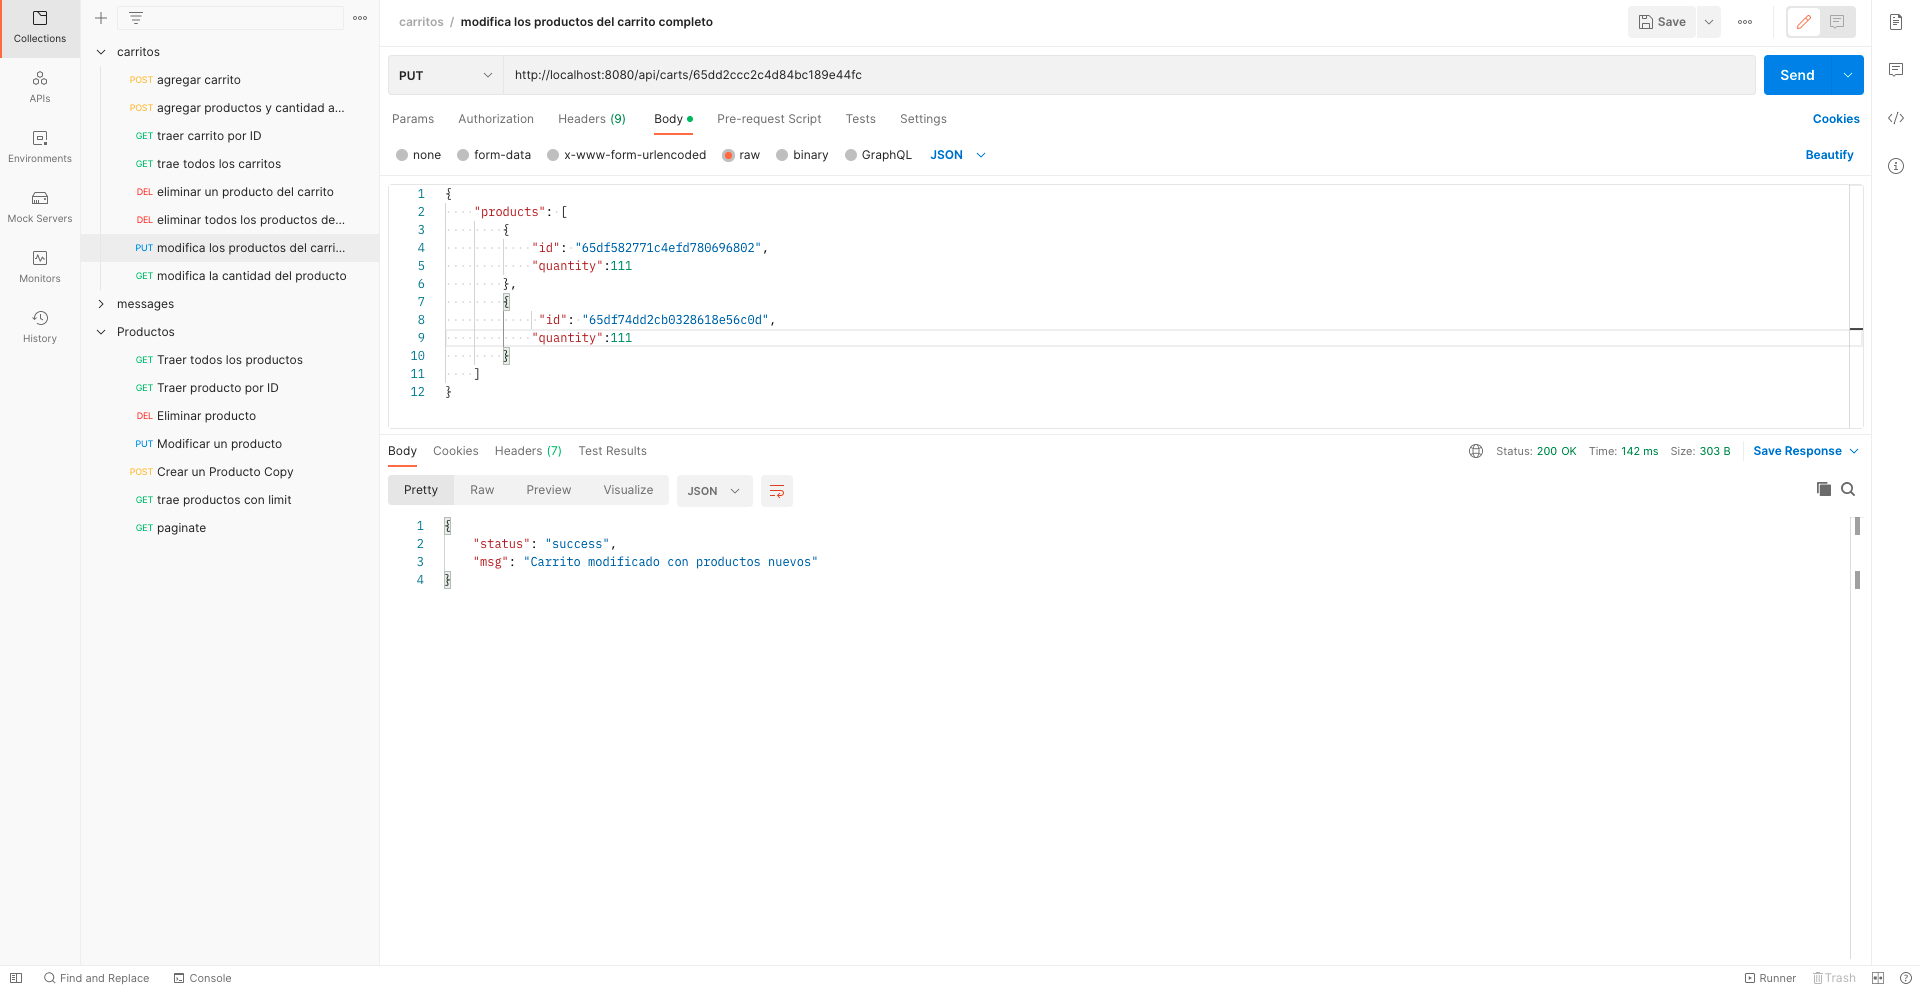 Collections
APIs
Environments
Mock Servers
Monitors
History
carritos
POST agregar carrito
POST agregar productos y cantidad a...
GET traer carrito por ID
GET trae todos los carritos
DEL eliminar un producto del carrito
DEL eliminar todos los productos de...
PUT modifica los productos del carri...
GET modifica la cantidad del producto
messages
Productos
GET Traer todos los productos
GET Traer producto por ID
DEL Eliminar producto
PUT Modificar un producto
POST Crear un Producto Copy
GET trae productos con limit
GET paginate
carritos / modifica los productos del carrito completo
Save
PUT http://localhost:8080/api/carts/65dd2ccc2c4d84bc189e44fc Send
Params Authorization Headers (9) Body Pre-request Script Tests Settings Cookies
none form-data x-www-form-urlencoded raw binary GraphQL JSON Beautify
1 {
2 "products": [
3 {
4 "id": "65df582771c4efd780696802",
5 "quantity":111
6 },
7 {
8 "id": "65df74dd2cb0328618e56c0d",
9 "quantity":111
10 }
11 ]
12 }
Body Cookies Headers (7) Test Results Status: 200 OK Time: 142 ms Size: 303 B Save Response
Pretty Raw Preview Visualize JSON
1 {
2 "status": "success",
3 "msg": "Carrito modificado con productos nuevos"
4 }
Find and Replace Console Runner Trash